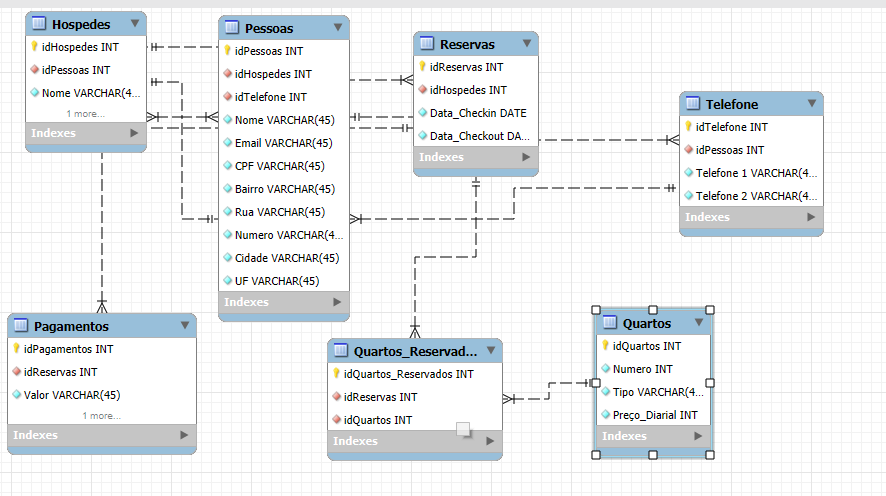 Hospedes
idHospedes INT
idPessoas INT
Nome VARCHAR(4...
1 more...
Indexes
Pessoas
idPessoas INT
idHospedes INT
idTelefone INT
Nome VARCHAR(45)
Email VARCHAR(45)
CPF VARCHAR(45)
Bairro VARCHAR(45)
Rua VARCHAR(45)
Numero VARCHAR(4...
Cidade VARCHAR(45)
UF VARCHAR(45)
Indexes
Reservas
idReservas INT
idHospedes INT
Data_Checkin DATE
Data_Checkout DA...
Indexes
Telefone
idTelefone INT
idPessoas INT
Telefone 1 VARCHAR(4...
Telefone 2 VARCHAR(4...
Indexes
Pagamentos
idPagamentos INT
idReservas INT
Valor VARCHAR(45)
1 more...
Indexes
Quartos_Reservad...
idQuartos_Reservados INT
idReservas INT
idQuartos INT
Indexes
Quartos
idQuartos INT
Numero INT
Tipo VARCHAR(4...
Preço_Diarial INT
Indexes